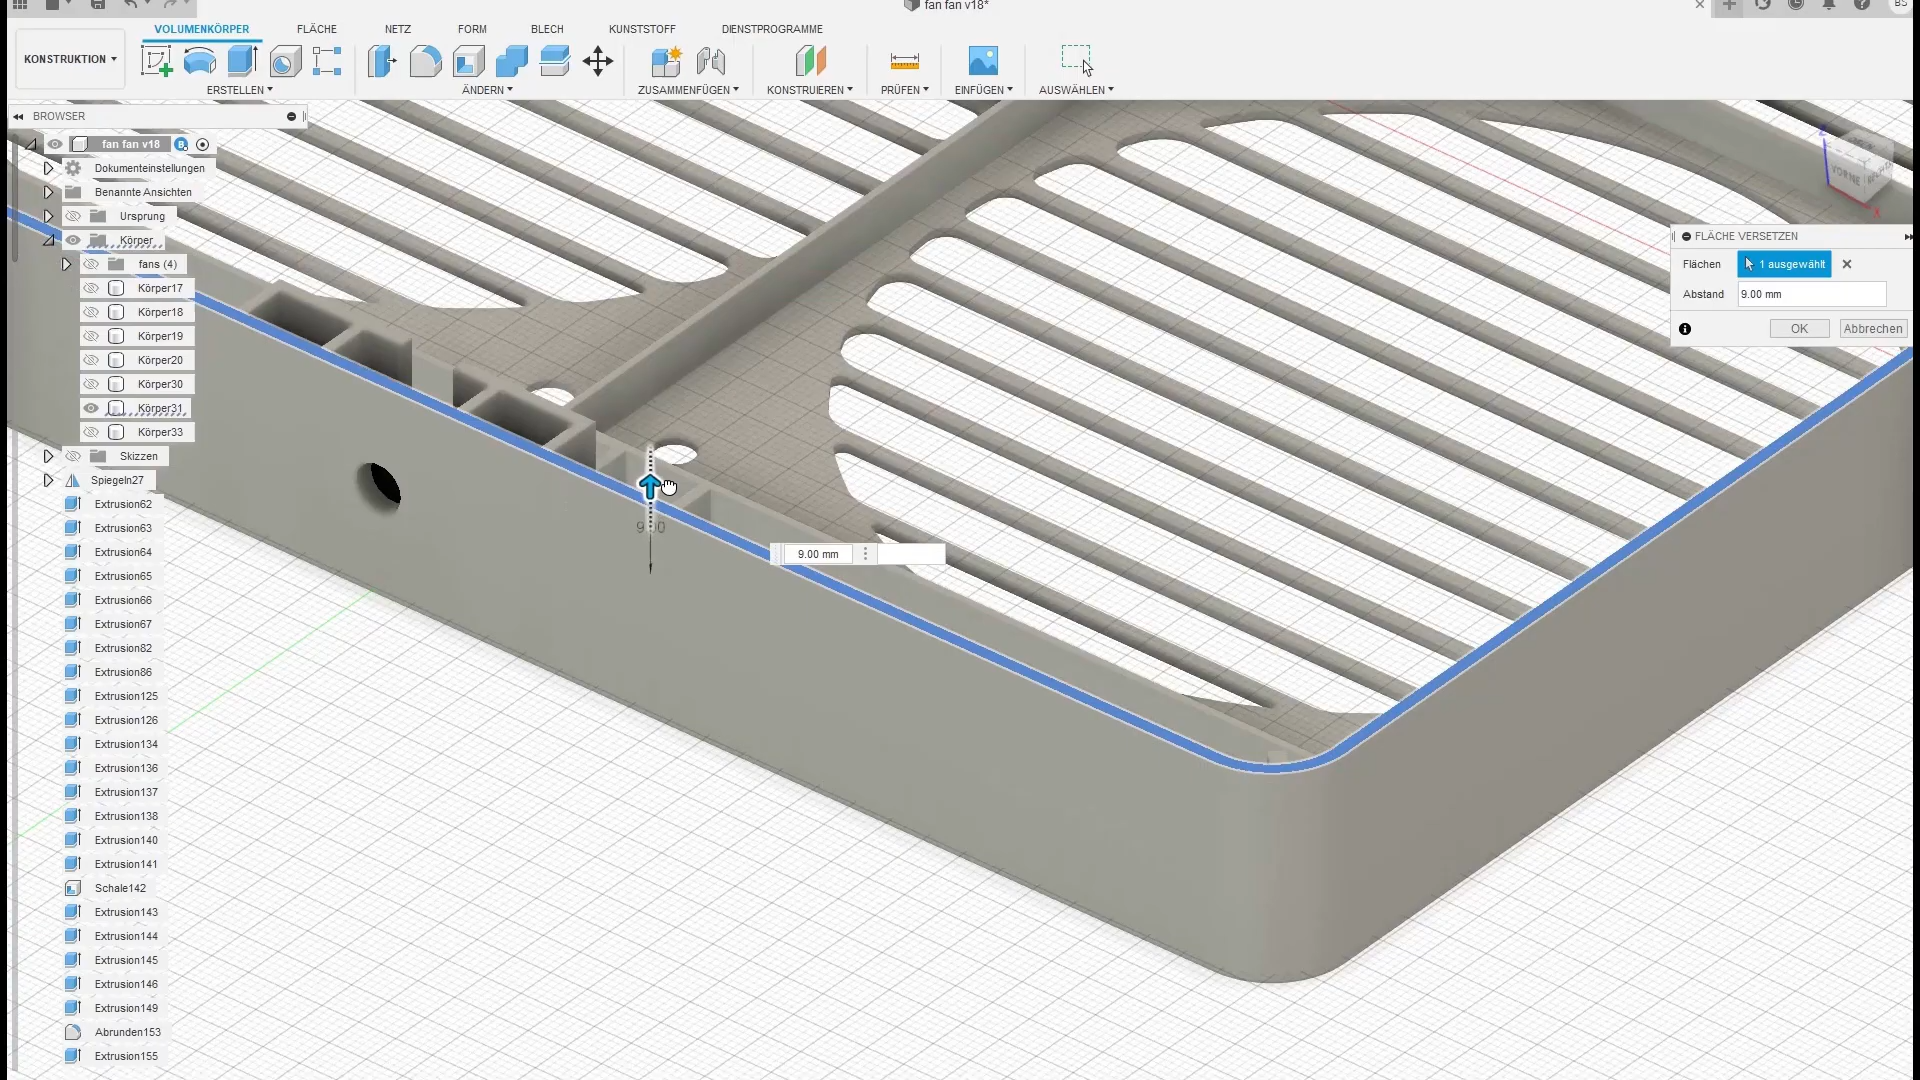 fan fan v18*
BS
VOLUMENKÖRPER
FLÄCHE
NETZ
FORM
BLECH
KUNSTSTOFF
DIENSTPROGRAMME
KONSTRUKTION
ERSTELLEN
ÄNDERN
ZUSAMMENFÜGEN
KONSTRUIEREN
PRÜFEN
EINFÜGEN
AUSWÄHLEN
BROWSER
fan fan v18
Dokumenteinstellungen
Benannte Ansichten
Ursprung
Körper
fans (4)
Körper17
Körper18
Körper19
Körper20
Körper30
Körper31
Körper33
Skizzen
Spiegeln27
Extrusion62
Extrusion63
Extrusion64
Extrusion65
Extrusion66
Extrusion67
Extrusion82
Extrusion86
Extrusion125
Extrusion126
Extrusion134
Extrusion136
Extrusion137
Extrusion138
Extrusion140
Extrusion141
Schale142
Extrusion143
Extrusion144
Extrusion145
Extrusion146
Extrusion149
Abrunden153
Extrusion155
9.00
9.00 mm
Z
VORNE
X
FLÄCHE VERSETZEN
Flächen
1 ausgewählt
Abstand
9.00 mm
OK
Abbrechen